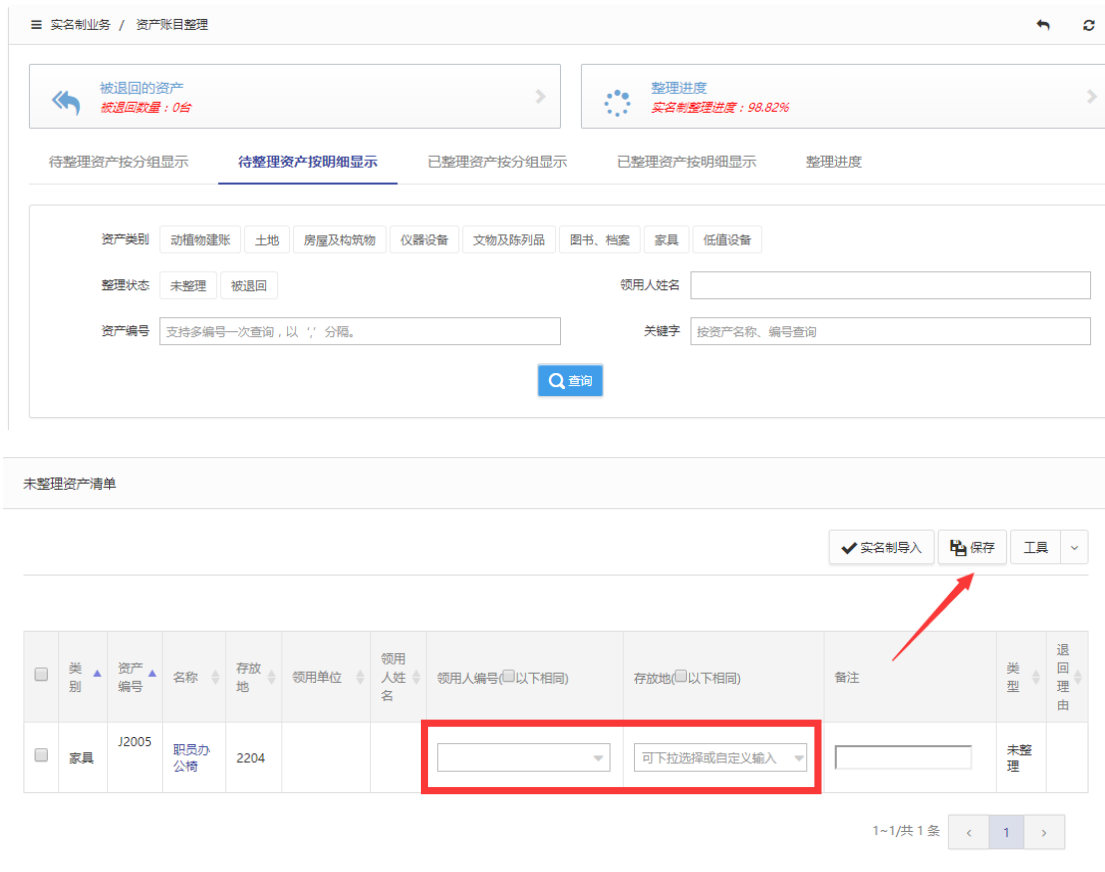 实名制业务 / 资产账目整理
被退回的资产
被退回数量：0台
整理进度
实名制整理进度：98.82%
待整理资产按分组显示 待整理资产按明细显示 已整理资产按分组显示 已整理资产按明细显示 整理进度
资产类别 动植物建账 土地 房屋及构筑物 仪器设备 文物及陈列品 图书、档案 家具 低值设备
整理状态 未整理 被退回 领用人姓名
资产编号 支持多编号一次查询，以 ‘,’ 分隔。 关键字 按资产名称、编号查询
查询
未整理资产清单
实名制导入 保存 工具
类别 资产编号 名称 存放地 领用单位 领用人姓名 领用人编号(以下相同) 存放地(以下相同) 备注 类型 退回理由
家具 J2005 职员办公椅 2204 可下拉选择或自定义输入 未整理
1~1/共 1 条 ‹ 1 ›